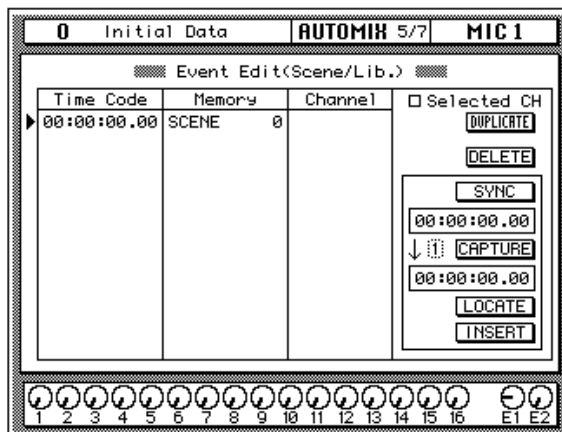 0 Initial Data AUTOMIX 5/7 MIC 1
Event Edit(Scene/Lib.)
Time Code Memory Channel
00:00:00.00 SCENE 0
Selected CH
DUPLICATE
DELETE
SYNC
00:00:00.00
1 CAPTURE
00:00:00.00
LOCATE
INSERT
1 2 3 4 5 6 7 8 9 10 11 12 13 14 15 16 E1 E2